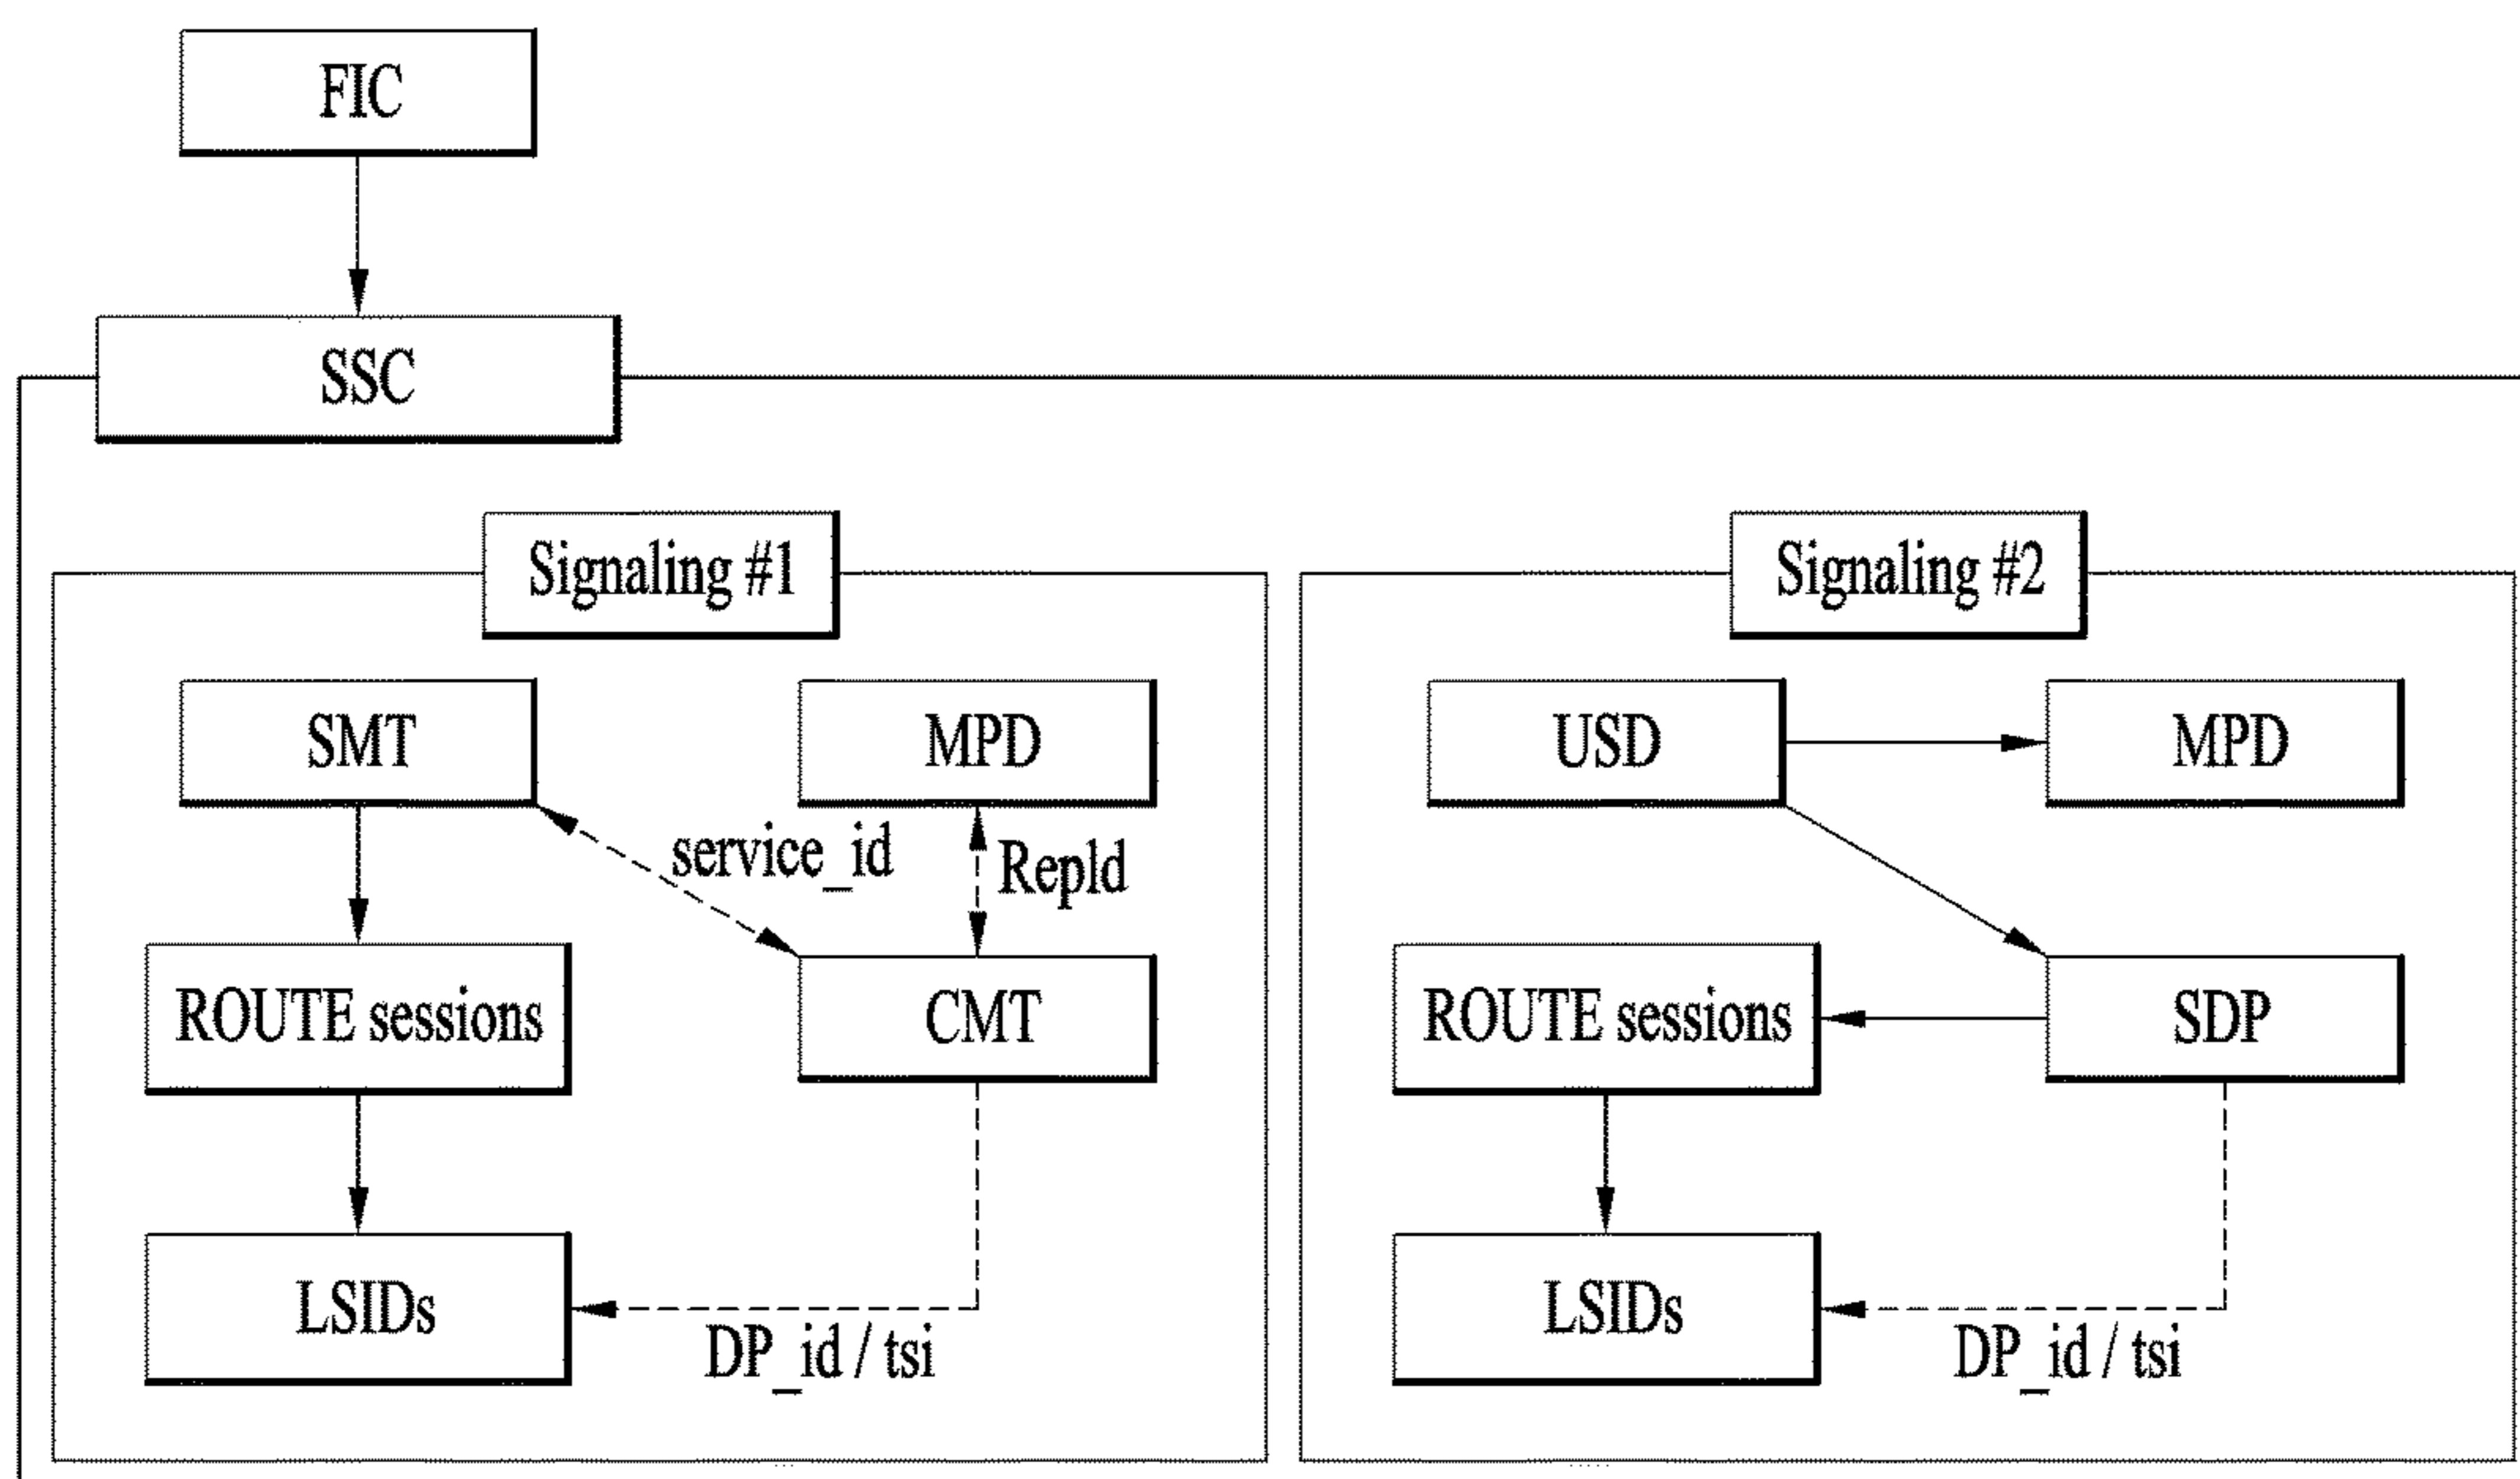 FIC
SSC
Signaling #1
Signaling #2
SMT
MPD
USD
MPD
service_id
RepId
ROUTE sessions
CMT
ROUTE sessions
SDP
LSIDs
LSIDs
DP_id / tsi
DP_id / tsi